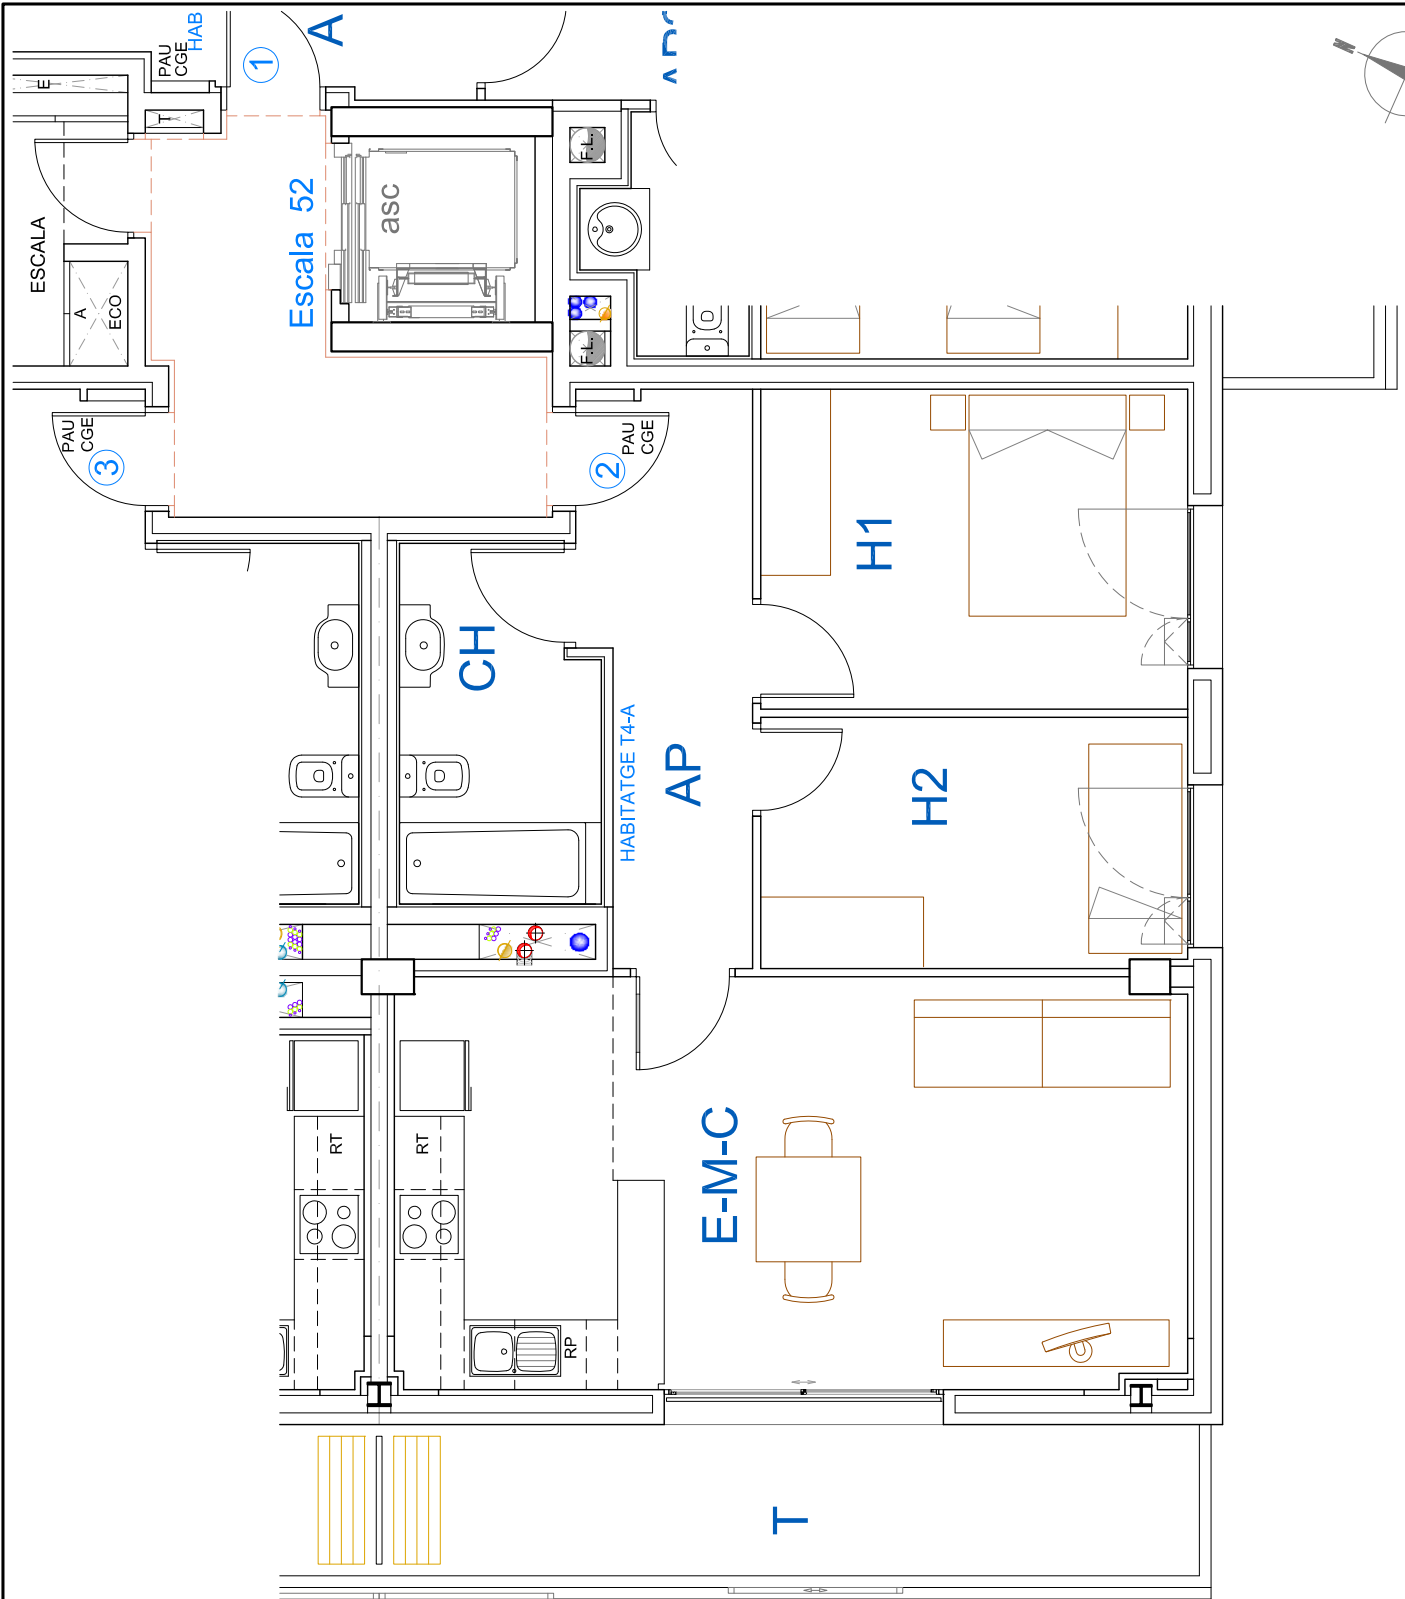 PAU
CGE
HAB
1
A
N
E
T
F.L.
asc
Escala 52
ESCALA
A
ECO
F.L.
PAU
CGE
3
2
PAU
CGE
H1
CH
HABITATGE T4-A
AP
H2
RT
RT
E-M-C
RP
T